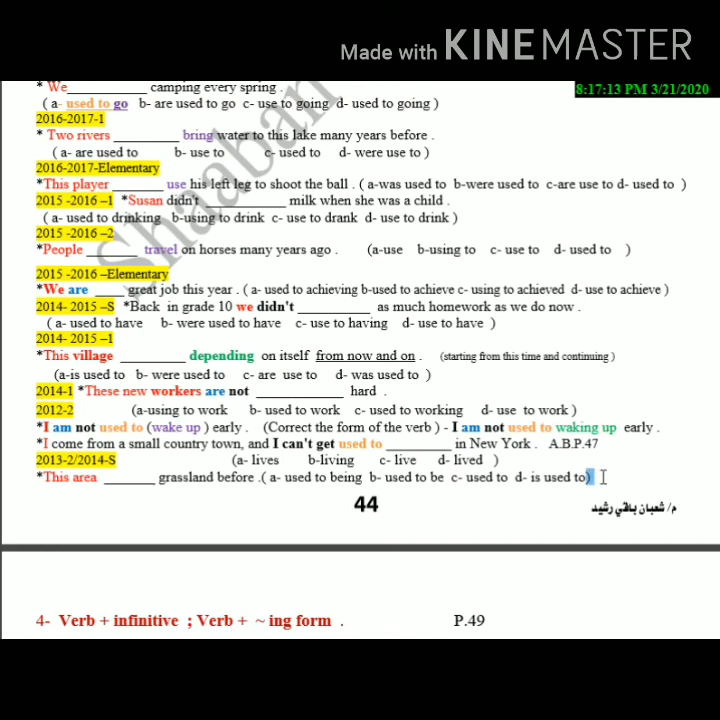 Made with KINEMASTER
8:17:13 PM 3/21/2020
* We____________ camping every spring .
( a- used to go b- are used to go c- use to going d- used to going )
2016-2017-1
* Two rivers __________ bring water to this lake many years before .
( a- are used to b- use to c- used to d- were use to )
2016-2017-Elementary
*This player _______ use his left leg to shoot the ball . ( a-was used to b-were used to c-are use to d- used to )
2015 -2016 –1 *Susan didn't ____________ milk when she was a child .
( a- used to drinking b-using to drink c- use to drank d- use to drink )
2015 -2016 –2
*People ________ travel on horses many years ago . (a-use b-using to c- use to d- used to )
2015 -2016 –Elementary
*We are ____ great job this year . ( a- used to achieving b-used to achieve c- using to achieved d- use to achieve )
2014- 2015 –S *Back in grade 10 we didn't ___________ as much homework as we do now .
( a- used to have b- were used to have c- use to having d- use to have )
2014- 2015 –1
*This village __________ depending on itself from now and on . (starting from this time and continuing )
(a-is used to b- were used to c- are use to d- was used to )
2014-1 *These new workers are not _____________ hard .
2012-2 (a-using to work b- used to work c- used to working d- use to work )
*I am not used to (wake up ) early . (Correct the form of the verb ) - I am not used to waking up early .
*I come from a small country town, and I can't get used to __________ in New York . A.B.P.47
2013-2/2014-S (a- lives b-living c- live d- lived )
*This area ________ grassland before .( a- used to being b- used to be c- used to d- is used to)
44
م/ شعبان باقي رشيد
4- Verb + infinitive ; Verb + ~ ing form . P.49
Shaaban